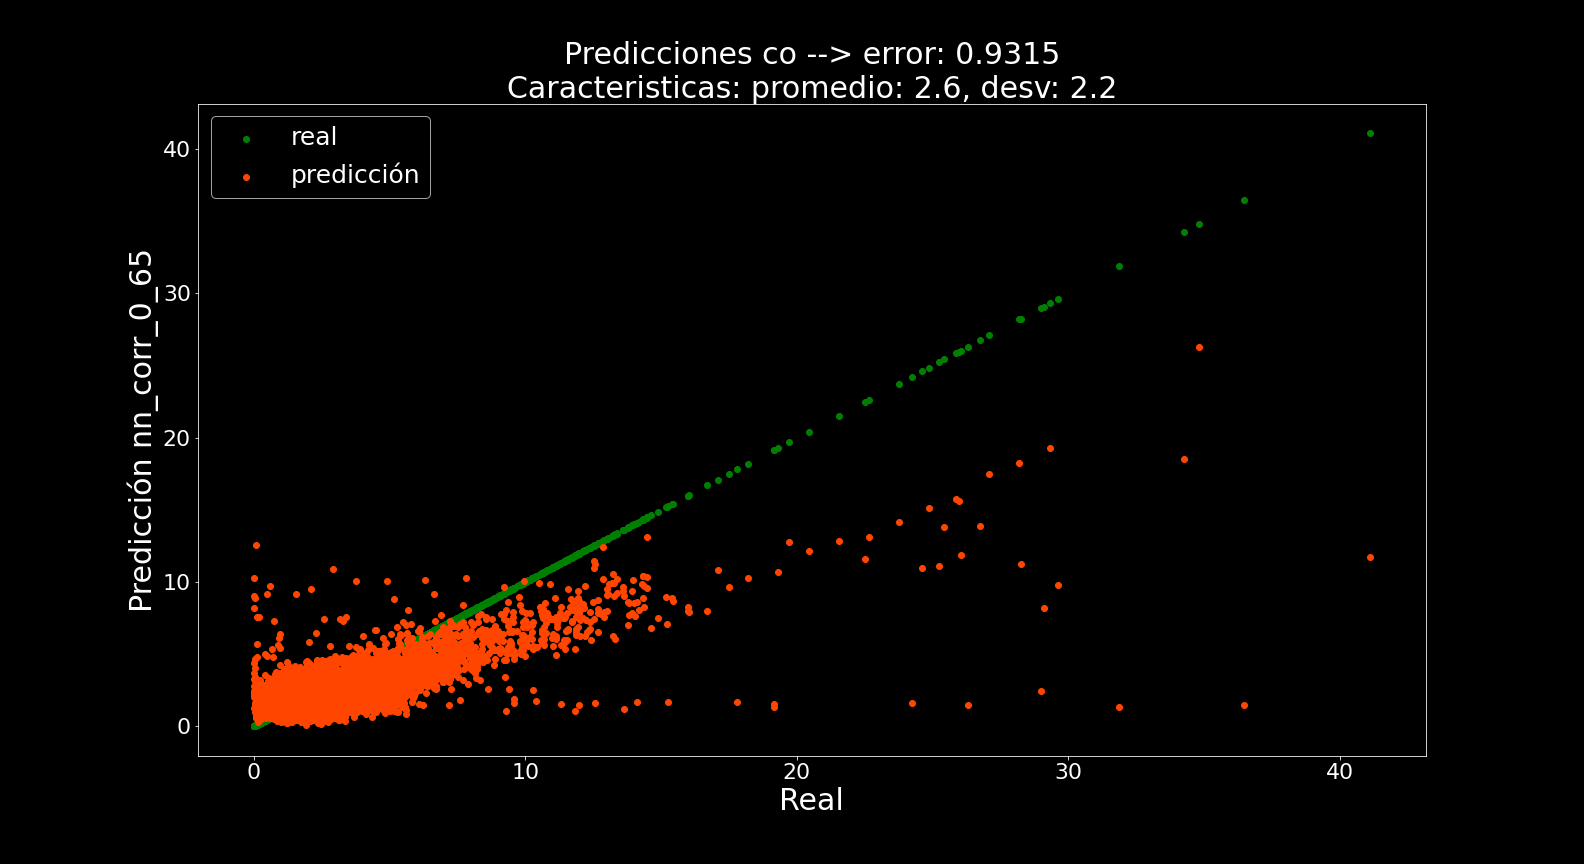 Predicciones co --> error: 0.9315
Caracteristicas: promedio: 2.6, desv: 2.2
real
predicción
40
30
20
10
0
Predicción nn_corr_0_65
0
10
20
30
40
Real